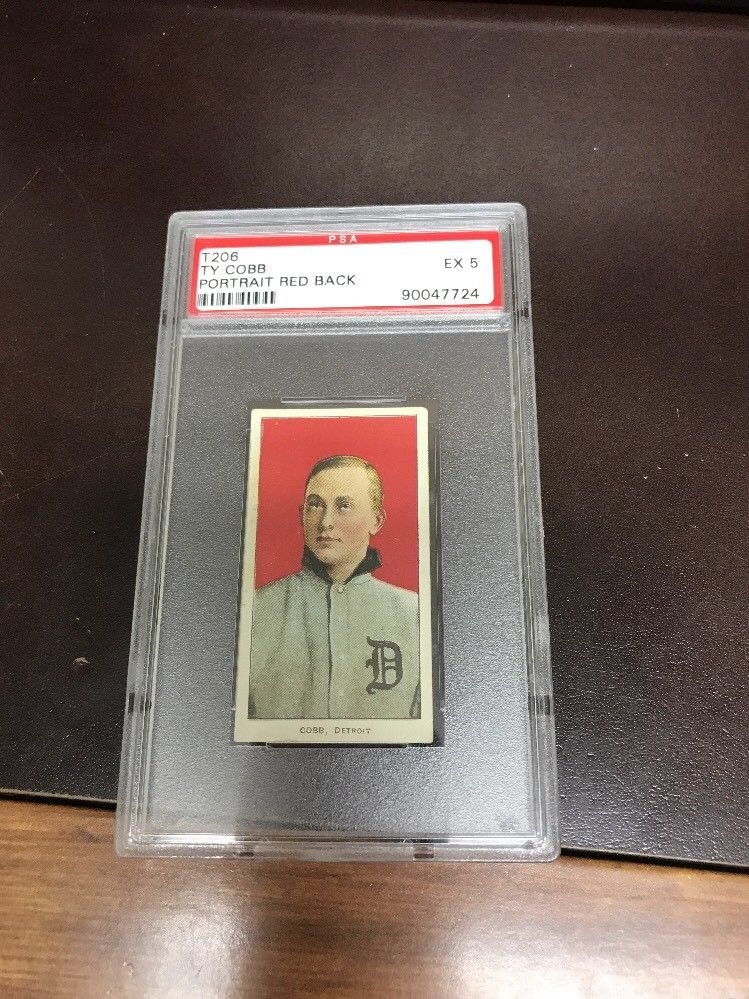 PSA
T206
TY COBB EX 5
PORTRAIT RED BACK
90047724
D
COBB, DETROIT